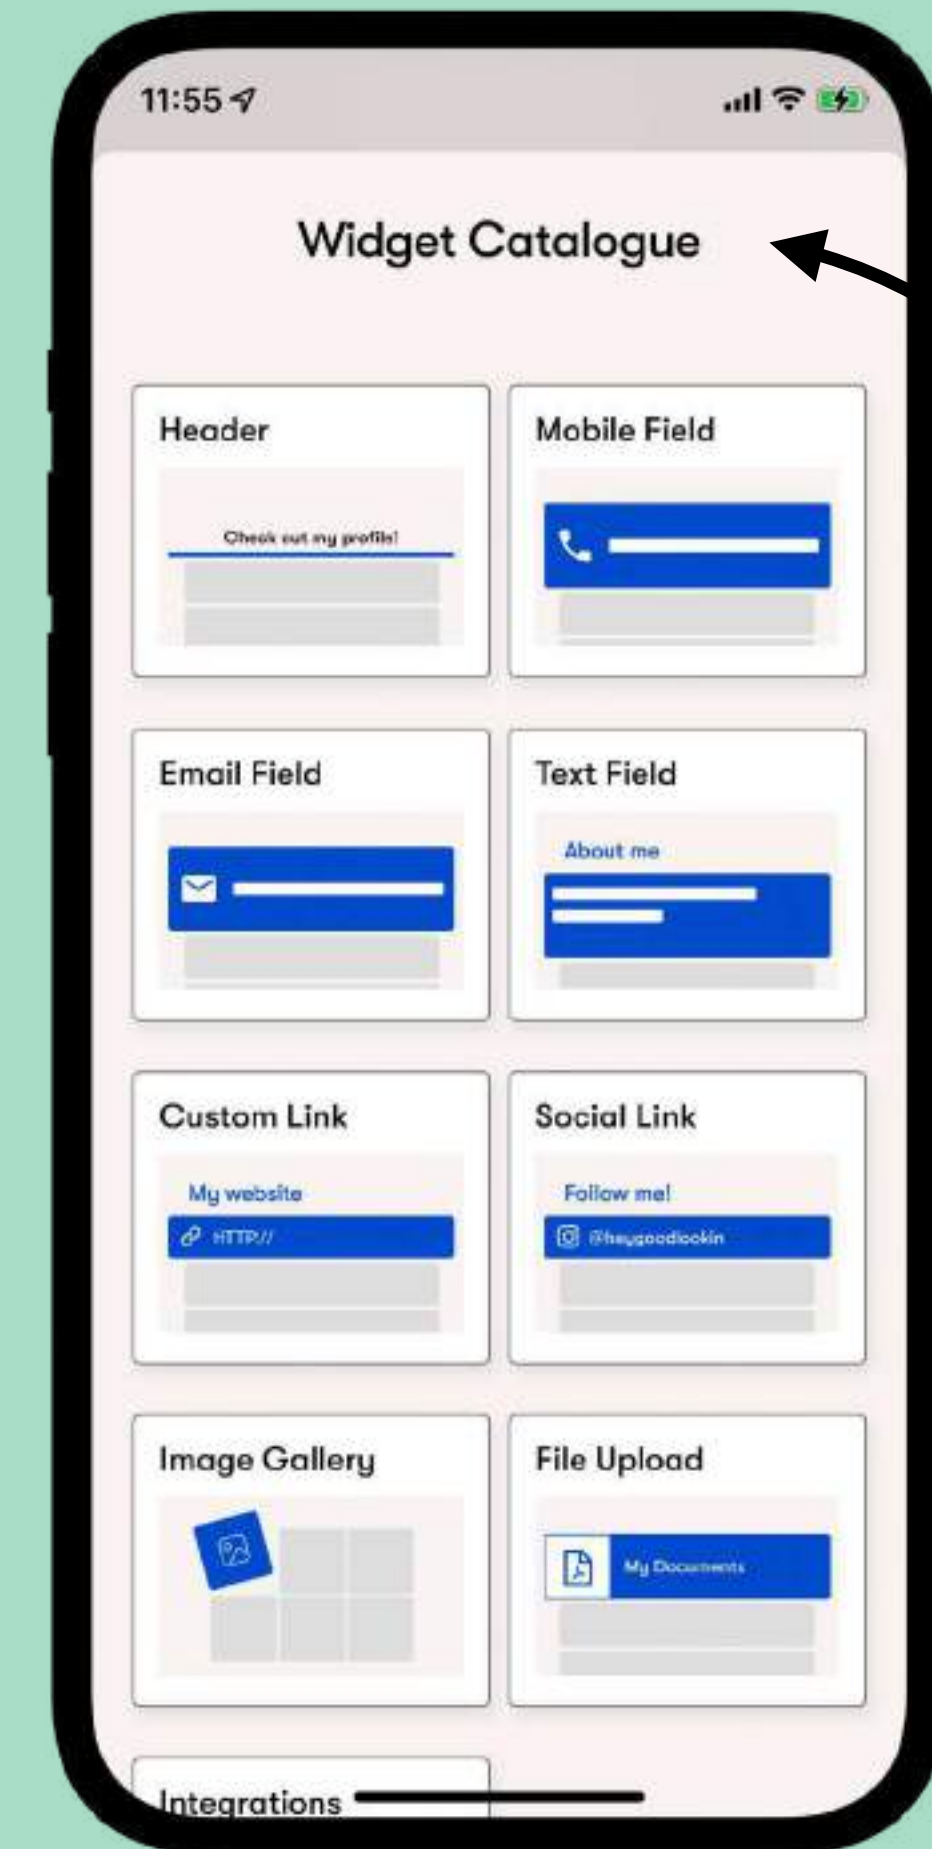 11:55
Widget Catalogue
Header
Check out my profile!
Mobile Field
Email Field
Text Field
About me
Custom Link
My website
HTTP://
Social Link
Follow me!
@heygoodlookin
Image Gallery
File Upload
My Documents
Integrations